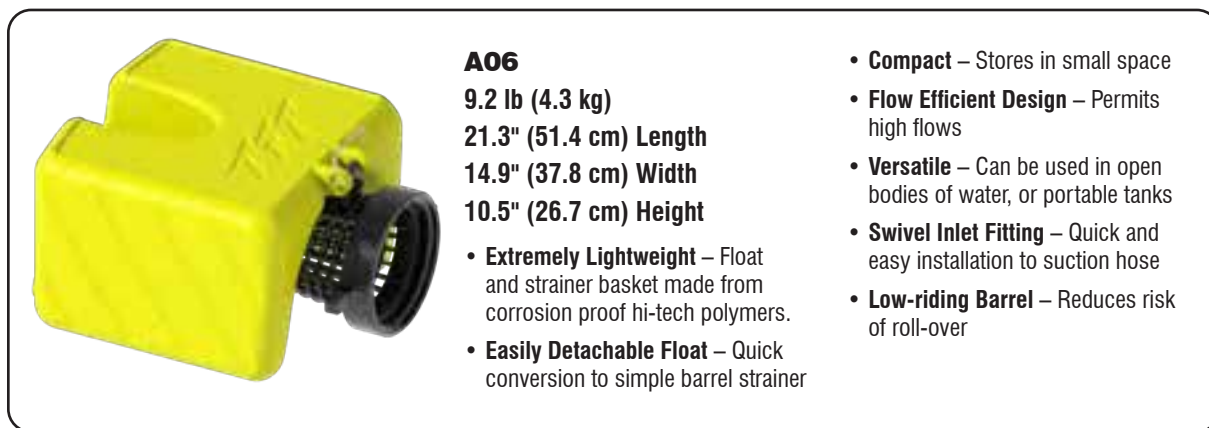 TFT
A06
9.2 lb (4.3 kg)
21.3" (51.4 cm) Length
14.9" (37.8 cm) Width
10.5" (26.7 cm) Height
• Extremely Lightweight – Float
and strainer basket made from
corrosion proof hi-tech polymers.
• Easily Detachable Float – Quick
conversion to simple barrel strainer
• Compact – Stores in small space
• Flow Efficient Design – Permits
high flows
• Versatile – Can be used in open
bodies of water, or portable tanks
• Swivel Inlet Fitting – Quick and
easy installation to suction hose
• Low-riding Barrel – Reduces risk
of roll-over